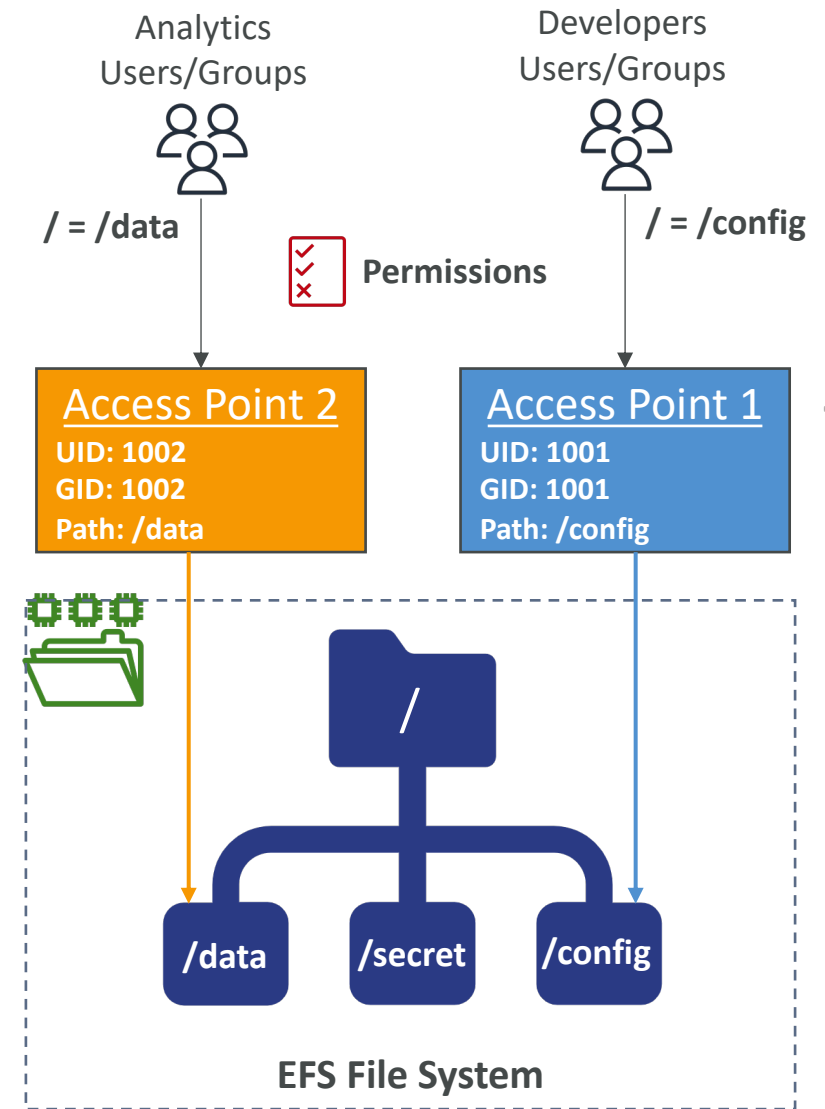 Analytics
Users/Groups
Developers
Users/Groups
/ = /data
/ = /config
Permissions
Access Point 2
UID: 1002
GID: 1002
Path: /data
Access Point 1
UID: 1001
GID: 1001
Path: /config
/
/data
/secret
/config
EFS File System